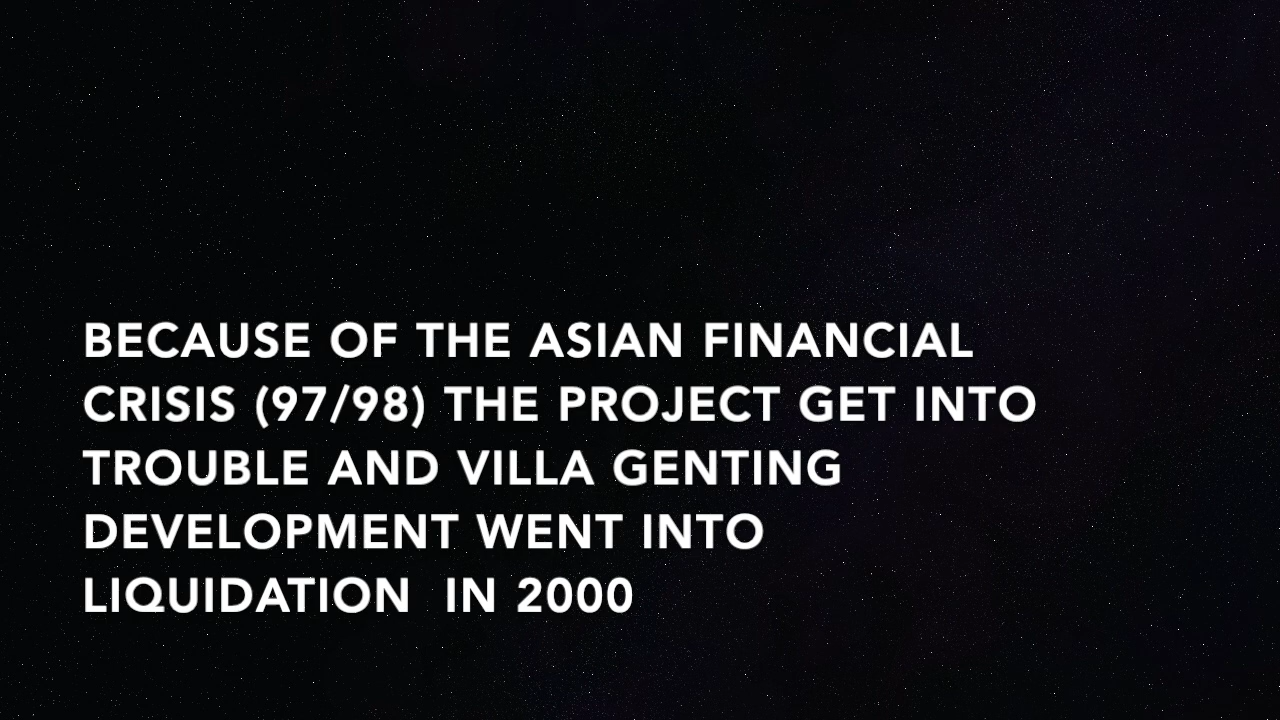 BECAUSE OF THE ASIAN FINANCIAL
CRISIS (97/98) THE PROJECT GET INTO
TROUBLE AND VILLA GENTING
DEVELOPMENT WENT INTO
LIQUIDATION  IN 2000